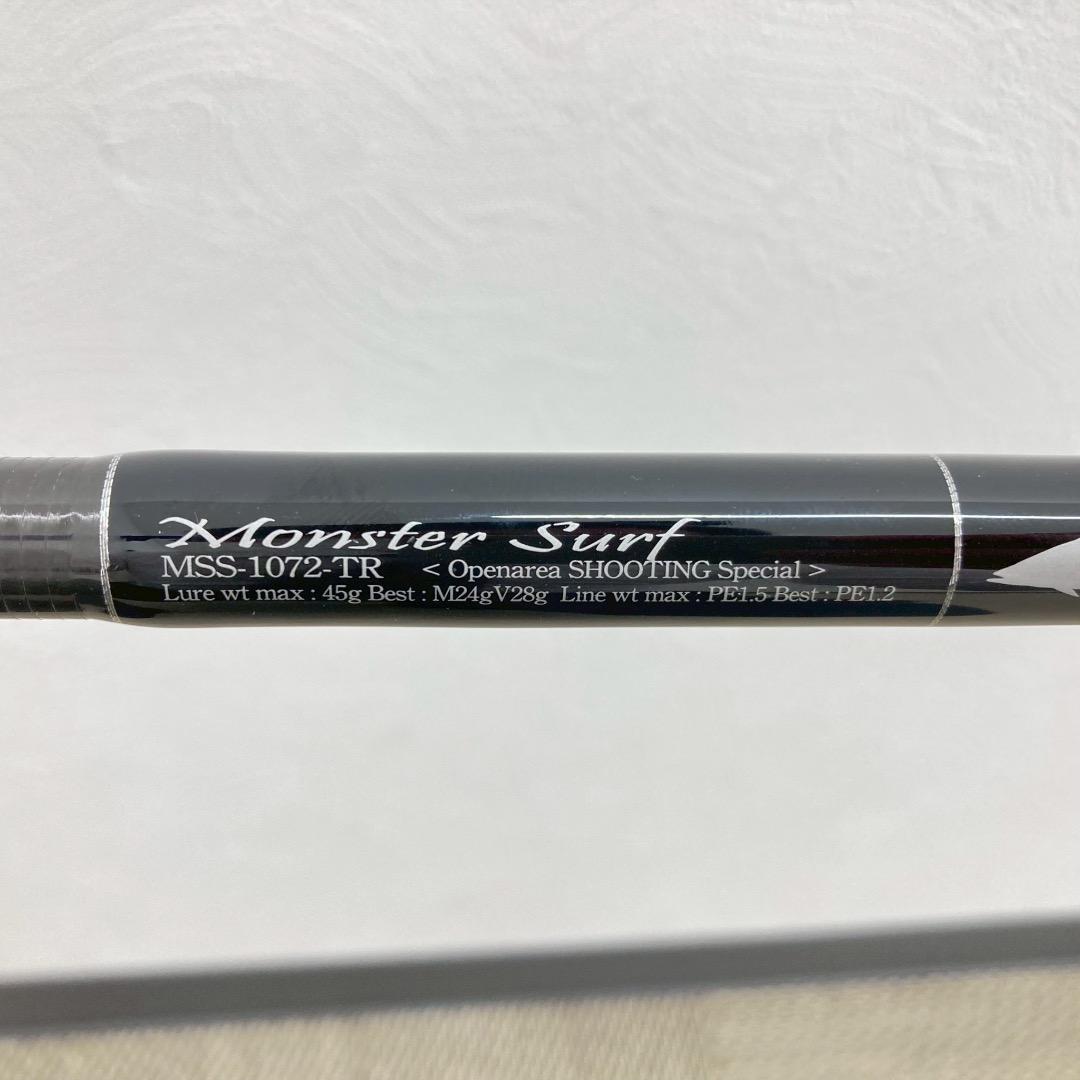 Monster Surf
MSS-1072-TR < Openarea SHOOTING Special >
Lure wt max : 45g Best : M24gV28g Line wt max : PE1.5 Best : PE1.2